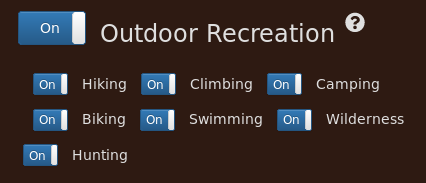 On Outdoor Recreation ?
On Hiking On Climbing On Camping
On Biking On Swimming On Wilderness
On Hunting